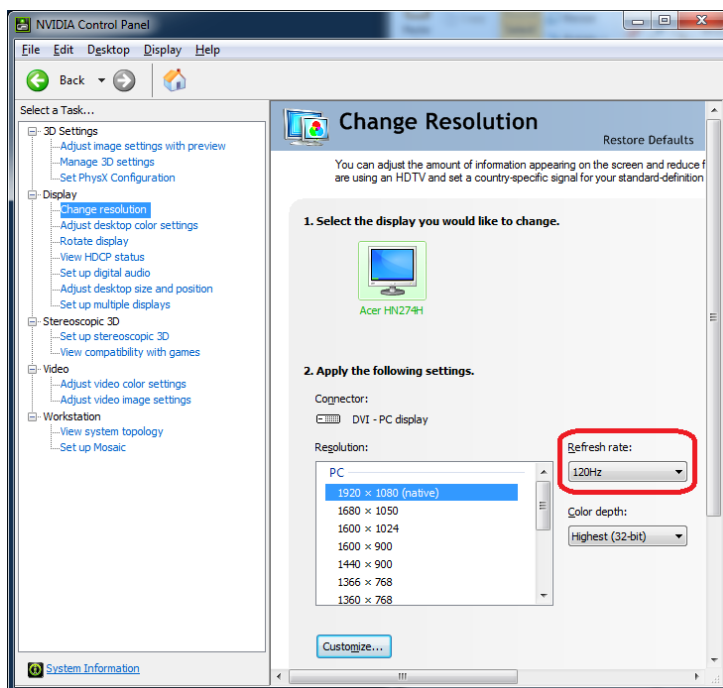 NVIDIA Control Panel
File Edit Desktop Display Help
Back
Select a Task...
3D Settings
Adjust image settings with preview
Manage 3D settings
Set PhysX Configuration
Display
Change resolution
Adjust desktop color settings
Rotate display
View HDCP status
Set up digital audio
Adjust desktop size and position
Set up multiple displays
Stereoscopic 3D
Set up stereoscopic 3D
View compatibility with games
Video
Adjust video color settings
Adjust video image settings
Workstation
View system topology
Set up Mosaic
System Information
Change Resolution
Restore Defaults
You can adjust the amount of information appearing on the screen and reduce f
are using an HDTV and set a country-specific signal for your standard-definition
1. Select the display you would like to change.
Acer HN274H
2. Apply the following settings.
Connector:
DVI - PC display
Resolution:
PC
1920 × 1080 (native)
1680 × 1050
1600 × 1024
1600 × 900
1440 × 900
1366 × 768
1360 × 768
Refresh rate:
120Hz
Color depth:
Highest (32-bit)
Customize...